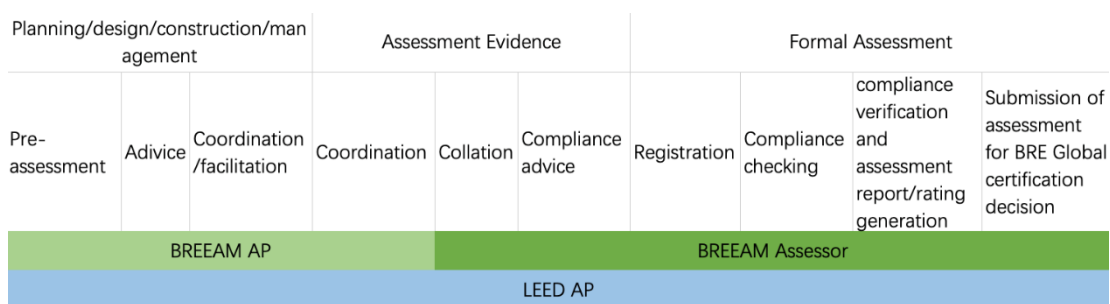 Planning/design/construction/man
agement
Assessment Evidence
Formal Assessment
Pre-
assessment
Adivice
Coordination
/facilitation
Coordination
Collation
Compliance
advice
Registration
Compliance
checking
compliance
verification
and
assessment
report/rating
generation
Submission of
assessment
for BRE Global
certification
decision
BREEAM AP
BREEAM Assessor
LEED AP